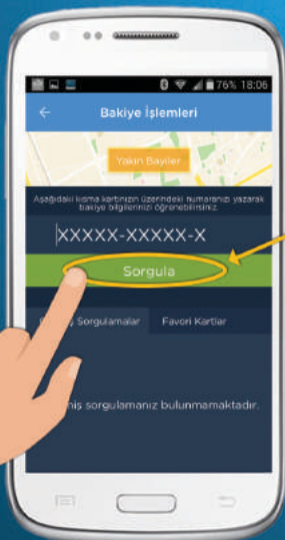 76% 18:06
Bakiye İşlemleri
Yakın Bayiler
Aşağıdaki kısma kartınızın üzerindeki numaranızı yazarak
bakiye bilgilerinizi öğrenebilirsiniz.
XXXXX-XXXXX-X
Sorgula
Sorgulamalar Favori Kartlar
sorgulamanız bulunmamaktadır.